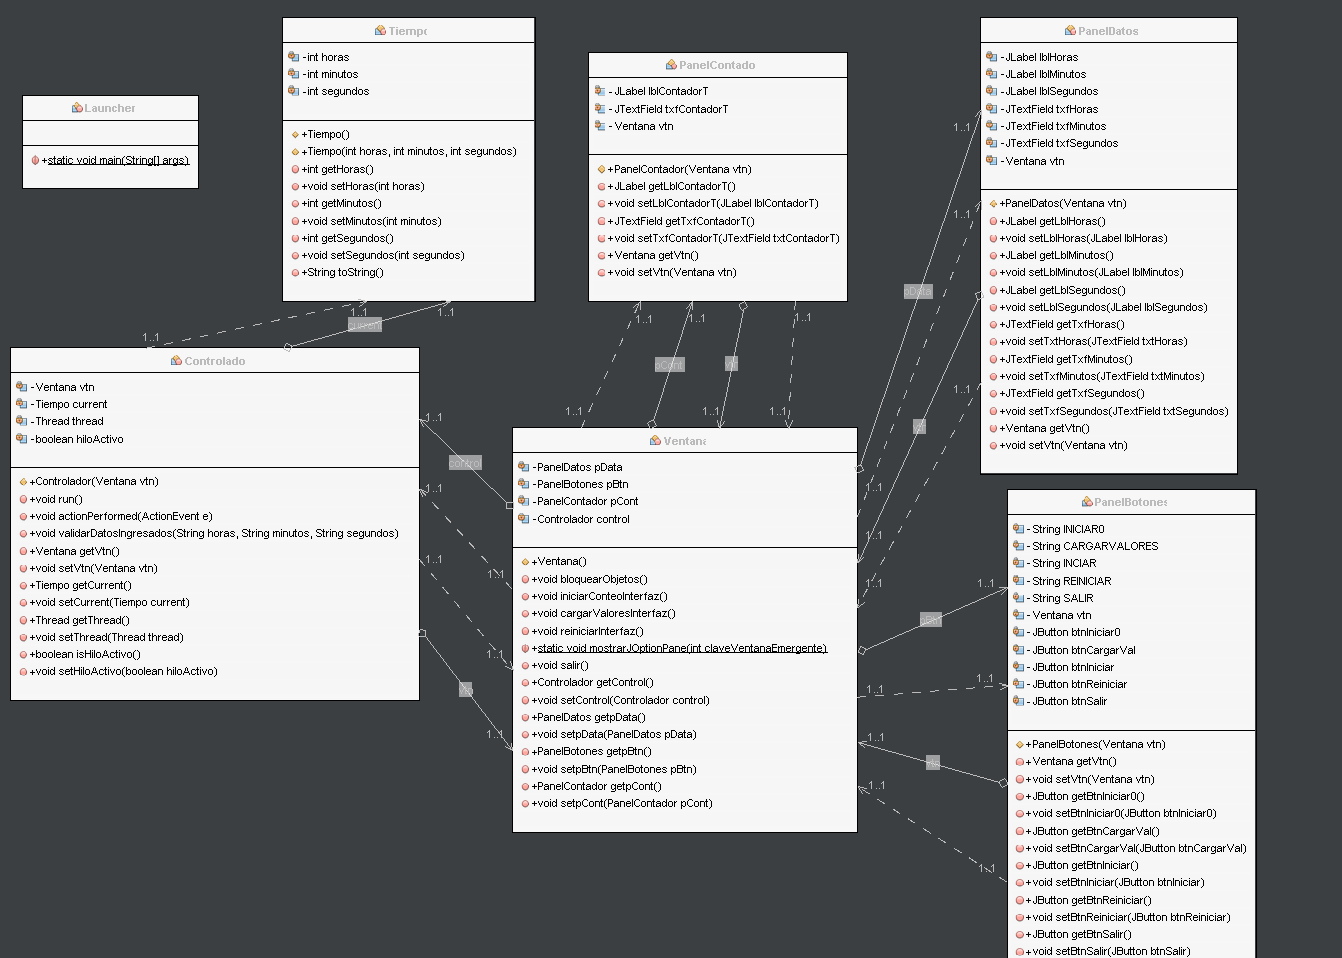 Launcher
+static void main(String[] args)
Tiempo
-int horas
-int minutos
-int segundos
+Tiempo()
+Tiempo(int horas, int minutos, int segundos)
+int getHoras()
+void setHoras(int horas)
+int getMinutos()
+void setMinutos(int minutos)
+int getSegundos()
+void setSegundos(int segundos)
+String toString()
PanelContado
-JLabel lblContadorT
-JTextField txfContadorT
-Ventana vtn
+PanelContador(Ventana vtn)
+JLabel getLblContadorT()
+void setLblContadorT(JLabel lblContadorT)
+JTextField getTxfContadorT()
+void setTxfContadorT(JTextField txtContadorT)
+Ventana getVtn()
+void setVtn(Ventana vtn)
PanelDatos
-JLabel lblHoras
-JLabel lblMinutos
-JLabel lblSegundos
-JTextField txfHoras
-JTextField txfMinutos
-JTextField txfSegundos
-Ventana vtn
+PanelDatos(Ventana vtn)
+JLabel getLblHoras()
+void setLblHoras(JLabel lblHoras)
+JLabel getLblMinutos()
+void setLblMinutos(JLabel lblMinutos)
+JLabel getLblSegundos()
+void setLblSegundos(JLabel lblSegundos)
+JTextField getTxfHoras()
+void setTxtHoras(JTextField txtHoras)
+JTextField getTxfMinutos()
+void setTxfMinutos(JTextField txtMinutos)
+JTextField getTxfSegundos()
+void setTxfSegundos(JTextField txtSegundos)
+Ventana getVtn()
+void setVtn(Ventana vtn)
Controlado
-Ventana vtn
-Tiempo current
-Thread thread
-boolean hiloActivo
+Controlador(Ventana vtn)
+void run()
+void actionPerformed(ActionEvent e)
+void validarDatosIngresados(String horas, String minutos, String segundos)
+Ventana getVtn()
+void setVtn(Ventana vtn)
+Tiempo getCurrent()
+void setCurrent(Tiempo current)
+Thread getThread()
+void setThread(Thread thread)
+boolean isHiloActivo()
+void setHiloActivo(boolean hiloActivo)
Ventana
-PanelDatos pData
-PanelBotones pBtn
-PanelContador pCont
-Controlador control
+Ventana()
+void bloquearObjetos()
+void iniciarConteoInterfaz()
+void cargarValoresInterfaz()
+void reiniciarInterfaz()
+static void mostrarJOptionPane(int claveVentanaEmergente)
+void salir()
+Controlador getControl()
+void setControl(Controlador control)
+PanelDatos getpData()
+void setpData(PanelDatos pData)
+PanelBotones getpBtn()
+void setpBtn(PanelBotones pBtn)
+PanelContador getpCont()
+void setpCont(PanelContador pCont)
PanelBotones
-String INICIAR0
-String CARGARVALORES
-String INCIAR
-String REINICIAR
-String SALIR
-Ventana vtn
-JButton btnIniciar0
-JButton btnCargarVal
-JButton btnIniciar
-JButton btnReiniciar
-JButton btnSalir
+PanelBotones(Ventana vtn)
+Ventana getVtn()
+void setVtn(Ventana vtn)
+JButton getBtnIniciar0()
+void setBtnIniciar0(JButton btnIniciar0)
+JButton getBtnCargarVal()
+void setBtnCargarVal(JButton btnCargarVal)
+JButton getBtnIniciar()
+void setBtnIniciar(JButton btnIniciar)
+JButton getBtnReiniciar()
+void setBtnReiniciar(JButton btnReiniciar)
+JButton getBtnSalir()
+void setBtnSalir(JButton btnSalir)
1..1
1..1
1..1
current
1..1
1..1
1..1
1..1
1..1
1..1
pCont
1..1
1..1
1..1
pData
1..1
1..1
1..1
1..1
control
1..1
1..1
1..1
1..1
1..1
1..1
1..1
1..1
1..1
1..1
1..1